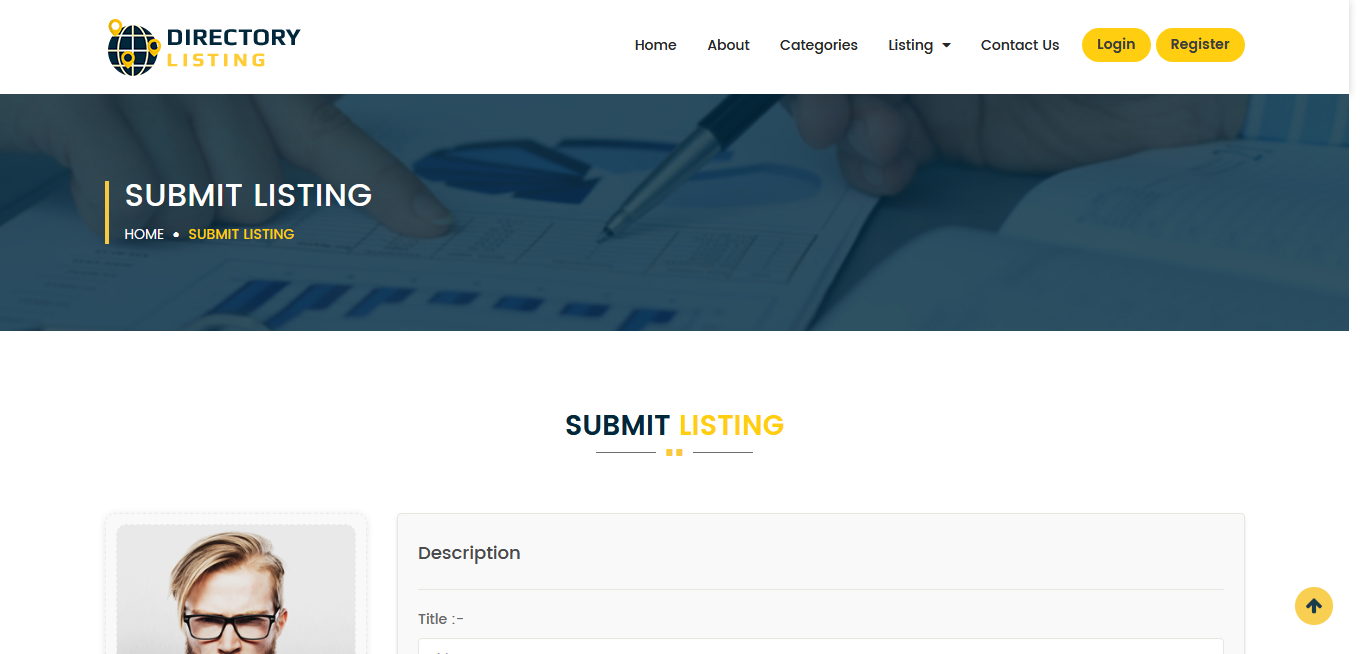 DIRECTORY
LISTING
Home About Categories Listing Contact Us Login Register
SUBMIT LISTING
HOME SUBMIT LISTING
SUBMIT LISTING
Description
Title :-